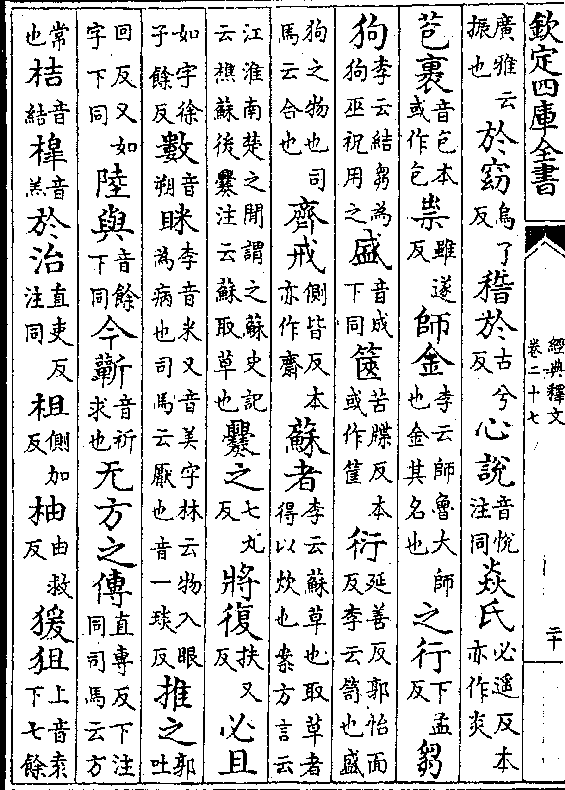 欽定四庫全書
經典釋文
卷二十七
二十
廣雅云振也於窈烏了反稽於古兮反心說音悅注同焱氏必遥反本亦作炎
苞裹音包本或作包祟雖遂反師金李云師魯大師也金其名也之行下孟反芻
狗李云結芻為狗巫祝用之盛音成下同篋苦牒反本或作筐衍延善反郭怡面反李云笥也盛
狗之物也司馬云合也齊戒側皆反本亦作齋蘇者李云蘇草也取草者得以炊也案方言云
江淮南楚之閒謂之蘇史記云樵蘇後爨注云蘇取草也爨之七丸反將復扶又反必且
如字徐子餘反數音朔眯李音米又音美字林云物入眼為病也司馬云厭也音一琰反推之郭吐
回反又如字下同陸與音餘下同今蘄音祈求也无方之傳直專反下注同司馬云方
常也桔音結槔音羔於治直吏反注同柤側加反柚由救反猨狙上音袁下七餘